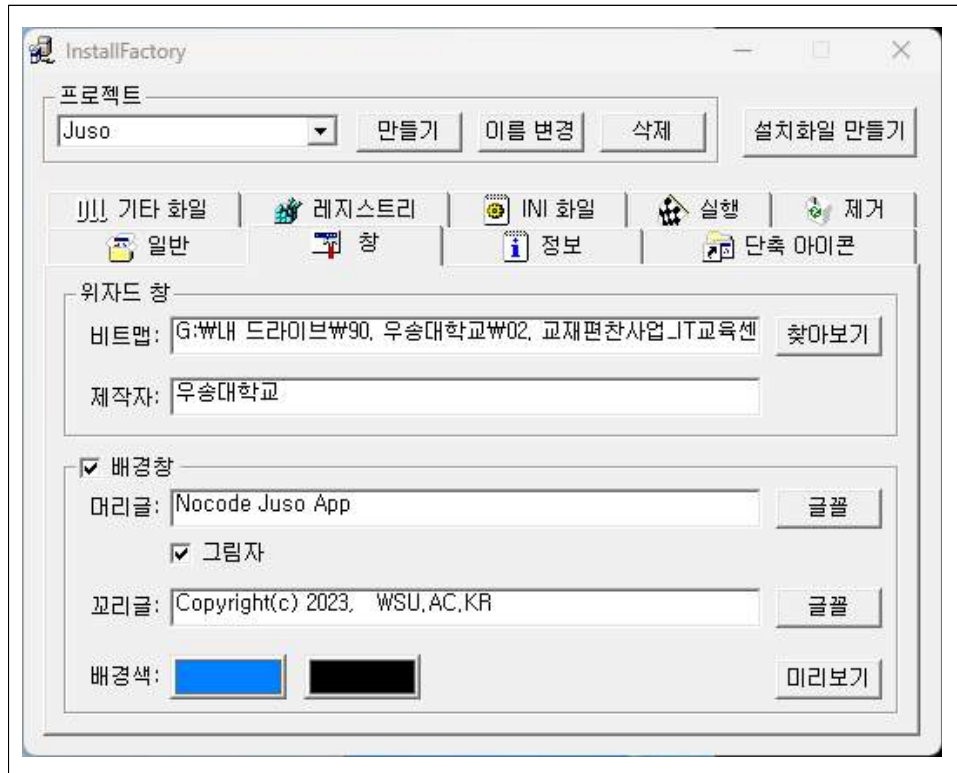 InstallFactory
프로젝트
Juso 만들기 이름 변경 삭제 설치화일 만들기
기타 화일 레지스트리 INI 화일 실행 제거
일반 창 정보 단축 아이콘
위자드 창
비트맵: G:₩내 드라이브₩90, 우송대학교₩02, 교재편찬사업_IT교육센 찾아보기
제작자: 우송대학교
배경창
머리글: Nocode Juso App 글꼴
그림자
꼬리글: Copyright(c) 2023, WSU,AC,KR 글꼴
배경색: 미리보기